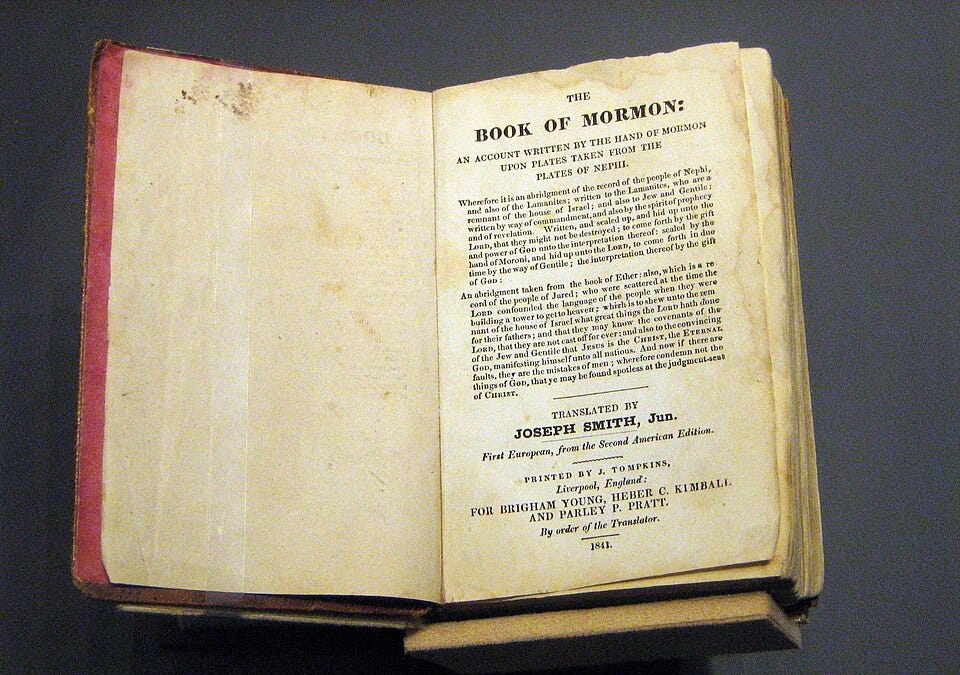 THE
BOOK OF MORMON:
AN ACCOUNT WRITTEN BY THE HAND OF MORMON
UPON PLATES TAKEN FROM THE
PLATES OF NEPHI.
Wherefore it is an abridgment of the record of the people of Nephi,
and also of the Lamanites; written to the Lamanites, who are a
remnant of the house of Israel; and also to Jew and Gentile:
written by way of commandment, and also by the spirit of prophecy
and of revelation. Written, and sealed up, and hid up unto the
LORD, that they might not be destroyed; to come forth by the gift
and power of GOD unto the interpretation thereof: sealed by the
hand of Moroni, and hid up unto the LORD, to come forth in due
time by the way of Gentile; the interpretation thereof by the gift
of GOD:
An abridgment taken from the book of Ether: also, which is a re
cord of the people of Jared; who were scattered at the time the
LORD confounded the language of the people when they were
building a tower to get to heaven; which is to shew unto the rem
nant of the house of Israel what great things the LORD hath done
for their fathers; and that they may know the covenants of the
LORD, that they are not cast off for ever; and also to the convincing
of the Jew and Gentile that JESUS is the CHRIST, the ETERNAL
GOD, manifesting himself unto all nations. And now if there are
faults, they are the mistakes of men; wherefore condemn not the
things of GOD, that ye may be found spotless at the judgment-seat
of CHRIST.
TRANSLATED BY
JOSEPH SMITH, Jun.
First European, from the Second American Edition.
PRINTED BY J. TOMPKINS,
Liverpool, England:
FOR BRIGHAM YOUNG, HEBER C. KIMBALL
AND PARLEY P. PRATT.
By order of the Translator.
1841.